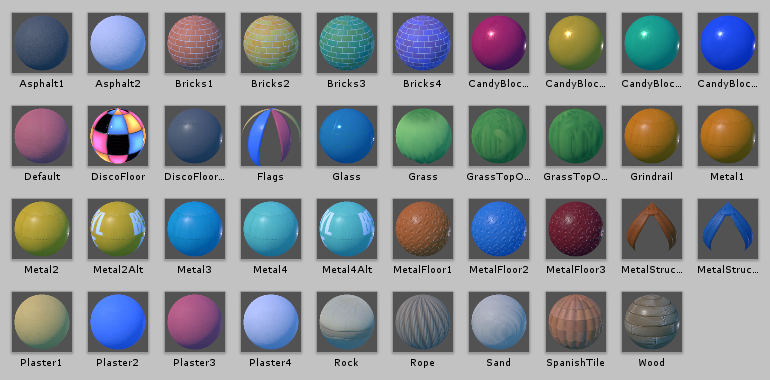 Asphalt1 Asphalt2 Bricks1 Bricks2 Bricks3 Bricks4 CandyBloc... CandyBloc... CandyBloc... CandyBloc...
Default DiscoFloor DiscoFloor... Flags Glass Grass GrassTopO... GrassTopO... Grindrail Metal1
Metal2 Metal2Alt Metal3 Metal4 Metal4Alt MetalFloor1 MetalFloor2 MetalFloor3 MetalStruc... MetalStruc...
Plaster1 Plaster2 Plaster3 Plaster4 Rock Rope Sand SpanishTile Wood